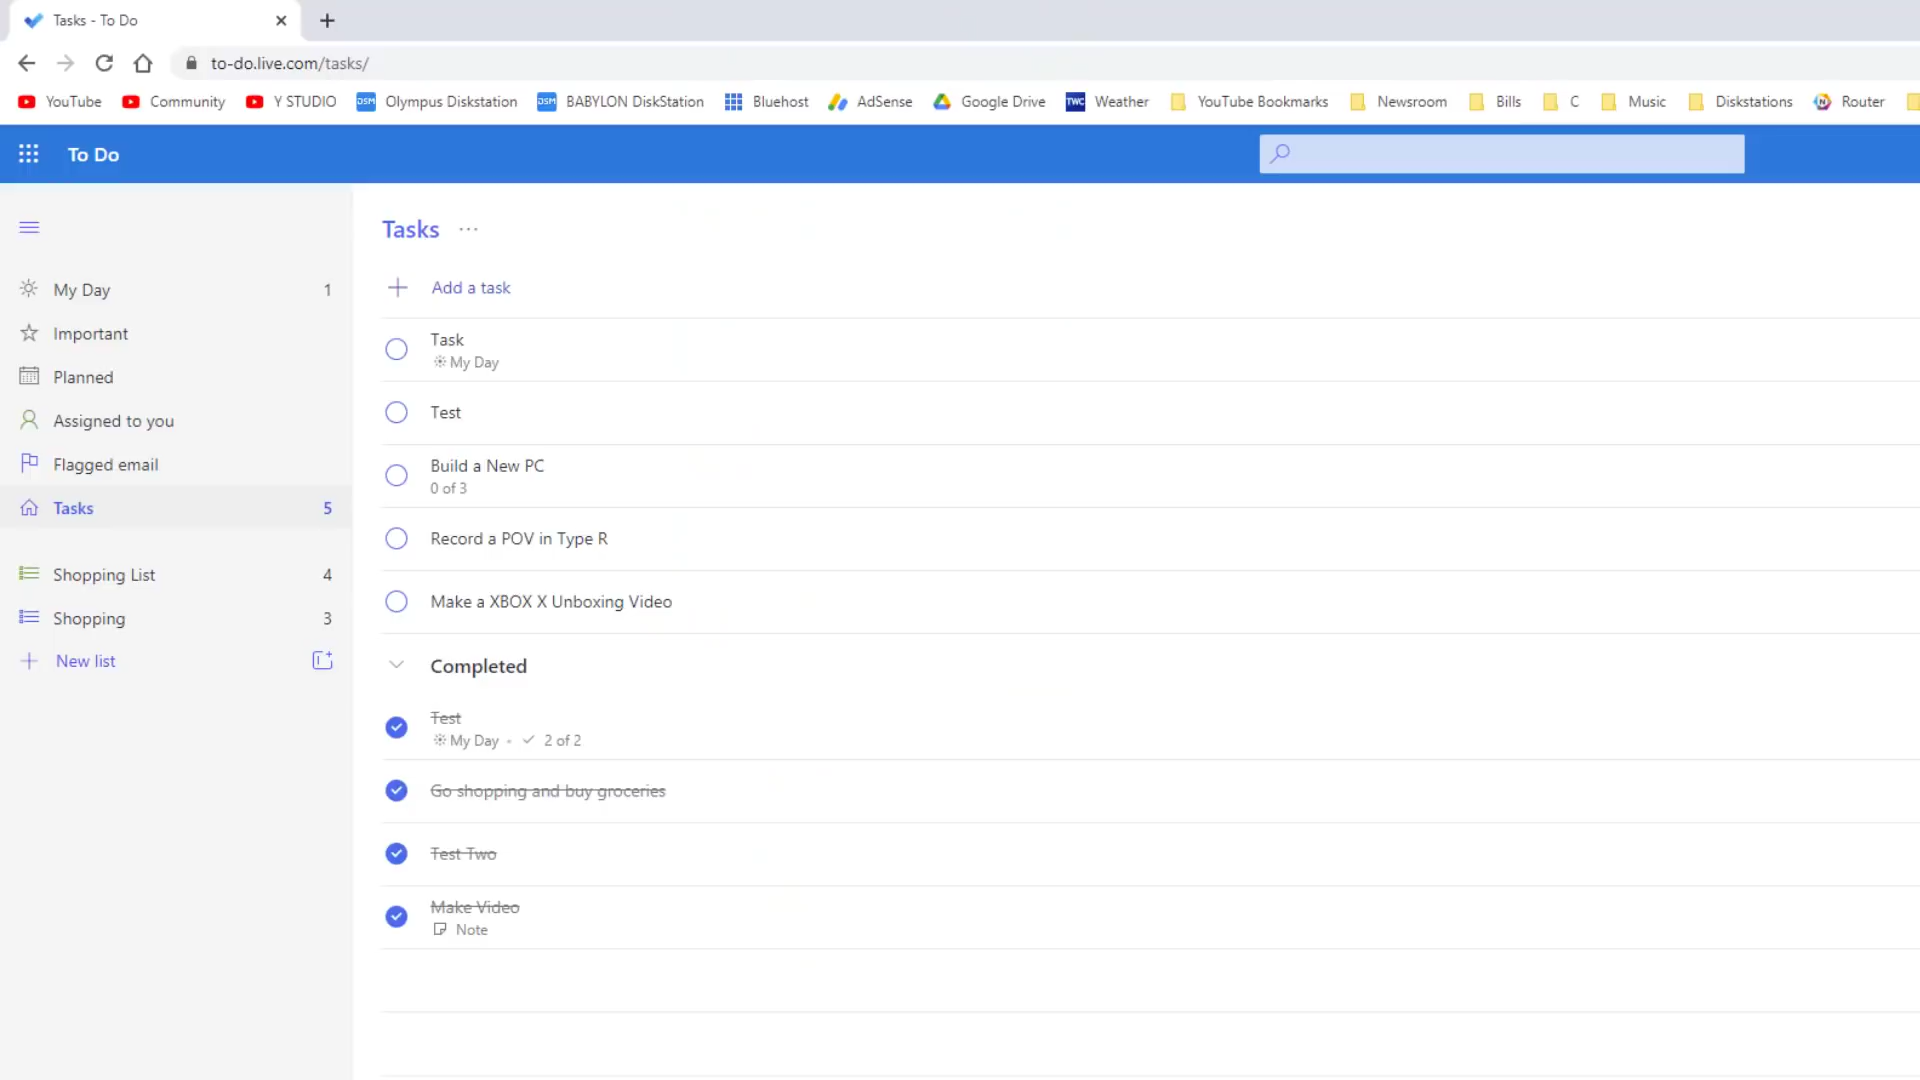 Tasks - To Do
to-do.live.com/tasks/
YouTube Community Y STUDIO DSM Olympus Diskstation DSM BABYLON DiskStation Bluehost AdSense Google Drive TWC Weather YouTube Bookmarks Newsroom Bills C Music Diskstations Router
To Do
My Day 1
Important
Planned
Assigned to you
Flagged email
Tasks 5
Shopping List 4
Shopping 3
New list
Tasks ...
Add a task
Task
My Day
Test
Build a New PC
0 of 3
Record a POV in Type R
Make a XBOX X Unboxing Video
Completed
Test
My Day • 2 of 2
Go shopping and buy groceries
Test Two
Make Video
Note